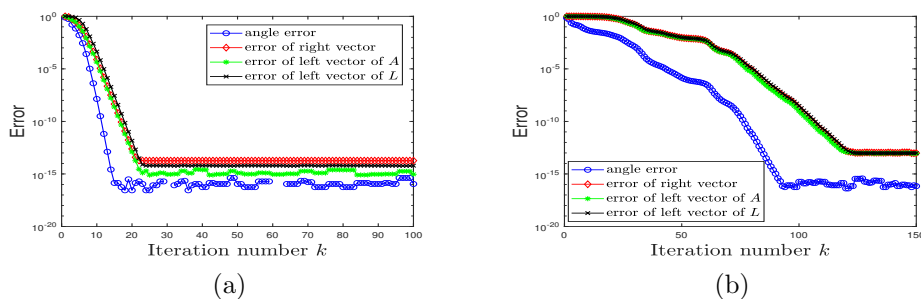 10^0
10^-5
10^-10
10^-15
10^-20
Error
1 10 20 30 40 50 60 70 80 90 100
Iteration number k
angle error
error of right vector
error of left vector of A
error of left vector of L
(a)
10^0
10^-5
10^-10
10^-15
10^-20
Error
1 50 100 150
Iteration number k
angle error
error of right vector
error of left vector of A
error of left vector of L
(b)